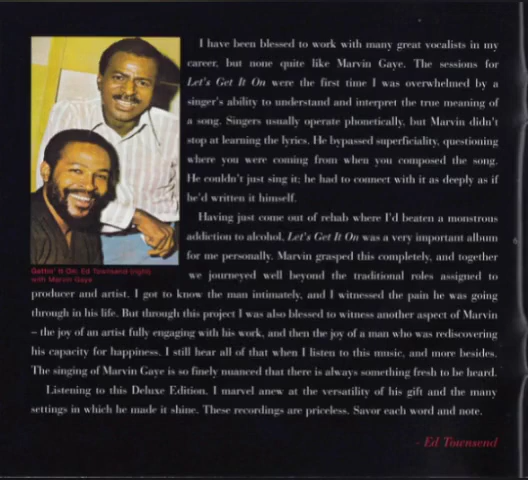 I have been blessed to work with many great vocalists in my
career, but none quite like Marvin Gaye. The sessions for
Let's Get It On were the first time I was overwhelmed by a
singer's ability to understand and interpret the true meaning of
a song. Singers usually operate phonetically, but Marvin didn't
stop at learning the lyrics. He bypassed superficiality, questioning
where you were coming from when you composed the song.
He couldn't just sing it; he had to connect with it as deeply as if
he'd written it himself.
Having just come out of rehab where I'd beaten a monstrous
addiction to alcohol, Let's Get It On was a very important album
for me personally. Marvin grasped this completely, and together
we journeyed well beyond the traditional roles assigned to
producer and artist. I got to know the man intimately, and I witnessed the pain he was going
through in his life. But through this project I was also blessed to witness another aspect of Marvin
– the joy of an artist fully engaging with his work, and then the joy of a man who was rediscovering
his capacity for happiness. I still hear all of that when I listen to this music, and more besides.
The singing of Marvin Gaye is so finely nuanced that there is always something fresh to be heard.
Listening to this Deluxe Edition, I marvel anew at the versatility of his gift and the many
settings in which he made it shine. These recordings are priceless. Savor each word and note.
- Ed Townsend
Gettin' It On: Ed Townsend (right)
with Marvin Gaye